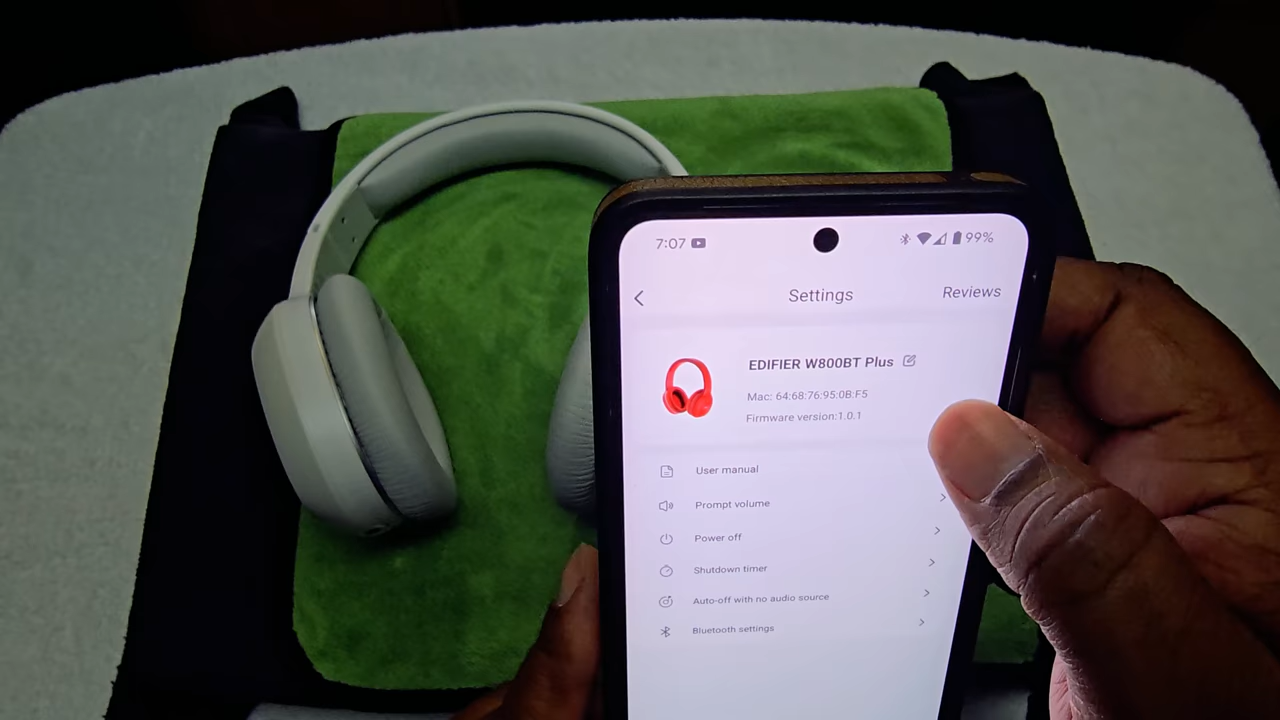 7:07
99%
Settings
Reviews
EDIFIER W800BT Plus
Mac: 64:68:76:95:0B:F5
Firmware version:1.0.1
User manual
Prompt volume
Power off
Shutdown timer
Auto-off with no audio source
Bluetooth settings